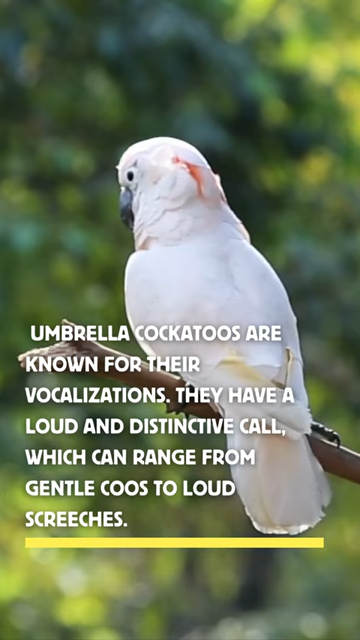 UMBRELLA COCKATOOS ARE
KNOWN FOR THEIR
VOCALIZATIONS. THEY HAVE A
LOUD AND DISTINCTIVE CALL,
WHICH CAN RANGE FROM
GENTLE COOS TO LOUD
SCREECHES.